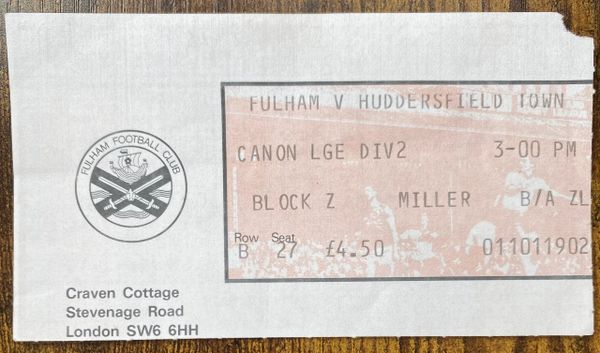 FULHAM FOOTBALL CLUB
Craven Cottage
Stevenage Road
London SW6 6HH
FULHAM V HUDDERSFIELD TOWN
CANON LGE DIV2 3-00 PM
BLOCK Z MILLER B/A ZL
Row Seat
B 27 £4.50 011011902